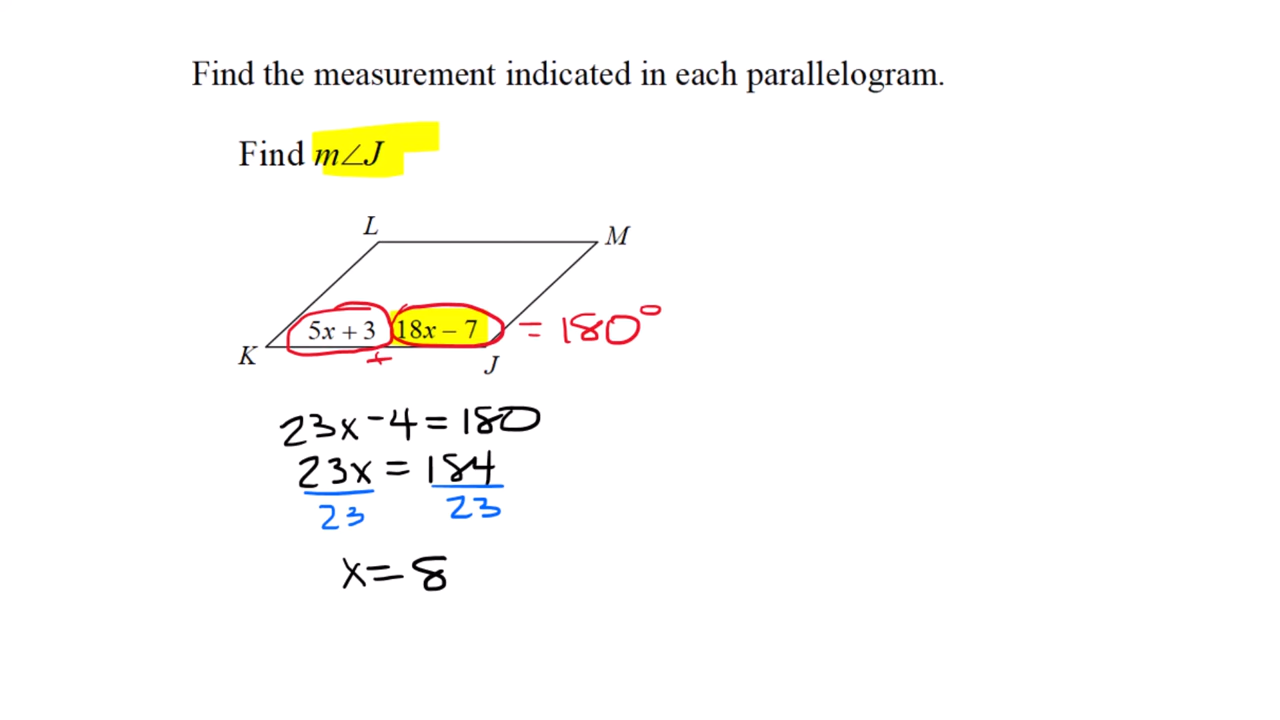 Find the measurement indicated in each parallelogram.
Find m∠J
L
M
5x + 3 18x – 7 = 180°
K + J
23x - 4 = 180
23x = 184
23 23
x = 8